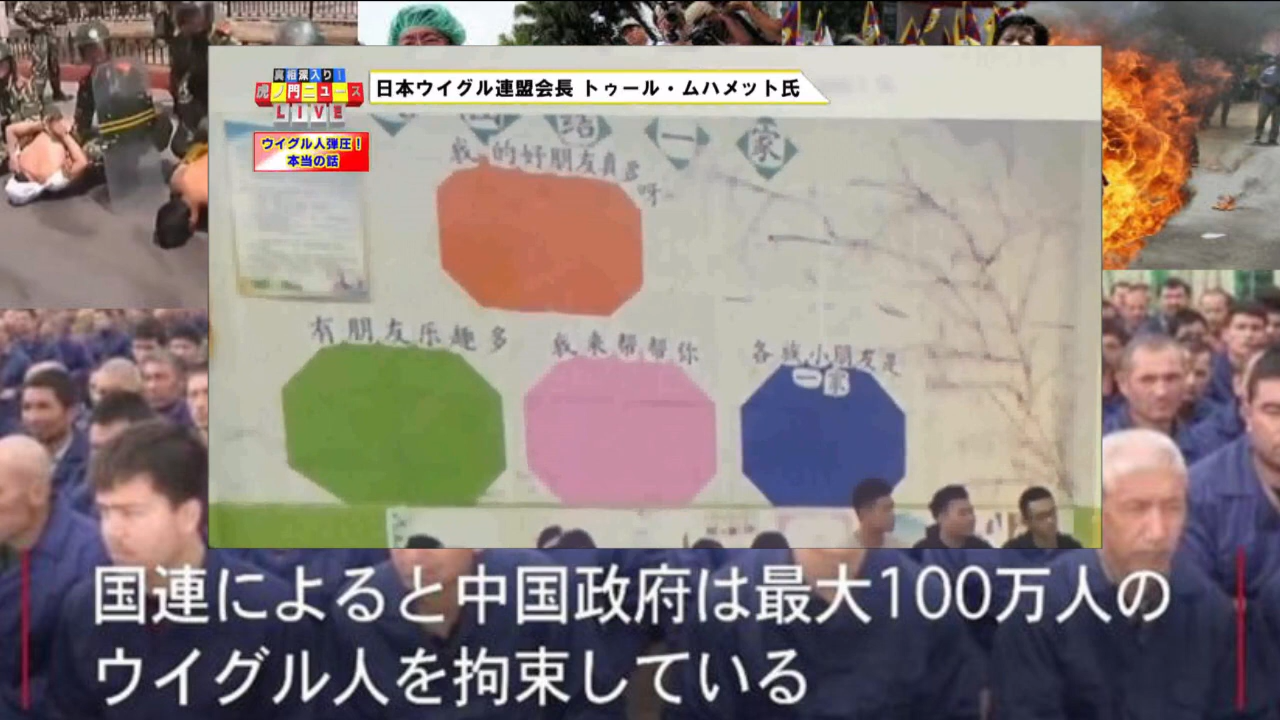 真相深入り!
虎ノ門ニュース
LIVE
日本ウイグル連盟会長 トゥール・ムハメット氏
ウイグル人弾圧!
本当の話
结一家
我的好朋友真多
呀
有朋友乐趣多
我来帮帮你
各族小朋友是
一家
国連によると中国政府は最大100万人の
ウイグル人を拘束している